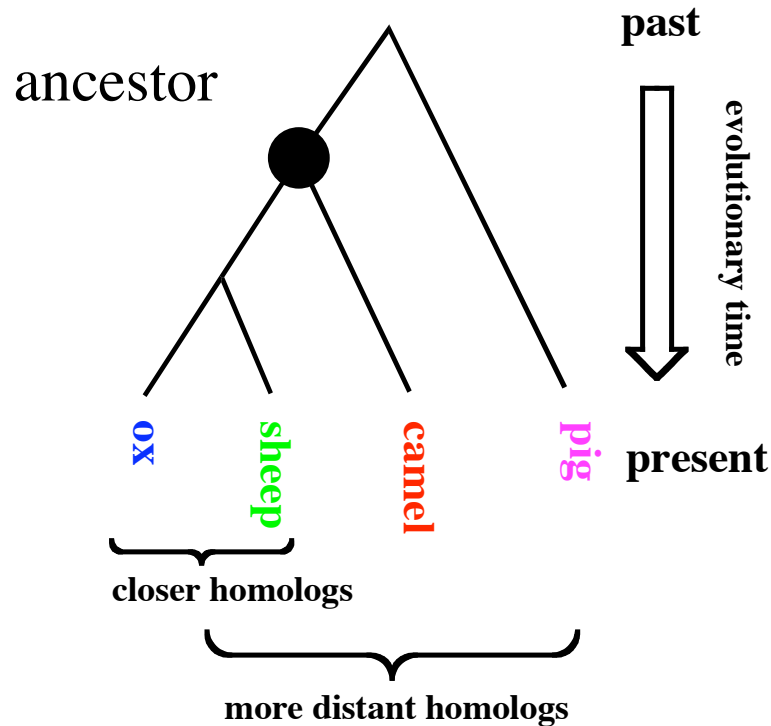 past
ancestor
evolutionary time
ox
sheep
camel
pig
present
closer homologs
more distant homologs